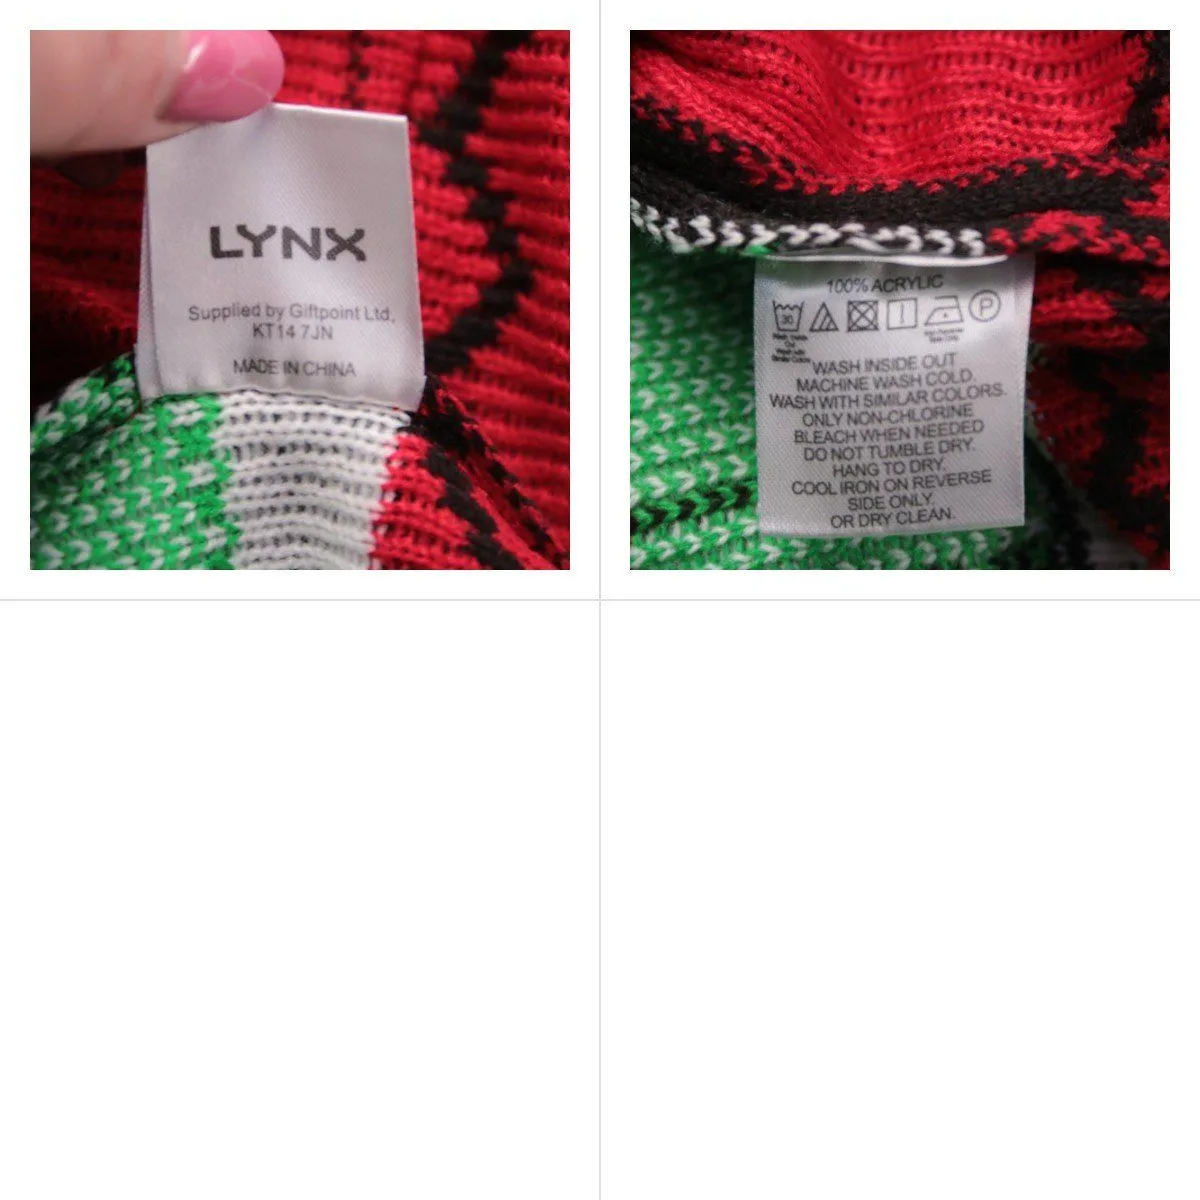 LYNX
Supplied by Giftpoint Ltd,
KT14 7JN
MADE IN CHINA
100% ACRYLIC
30
P
WASH INSIDE OUT
MACHINE WASH COLD.
WASH WITH SIMILAR COLORS.
ONLY NON-CHLORINE
BLEACH WHEN NEEDED
DO NOT TUMBLE DRY.
HANG TO DRY.
COOL IRON ON REVERSE
SIDE ONLY.
OR DRY CLEAN.